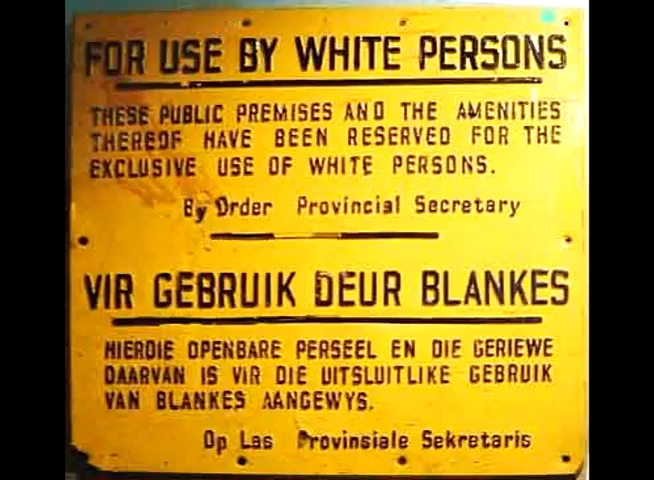 FOR USE BY WHITE PERSONS
THESE PUBLIC PREMISES AND THE AMENITIES
THEREOF HAVE BEEN RESERVED FOR THE
EXCLUSIVE USE OF WHITE PERSONS.
By Order Provincial Secretary
VIR GEBRUIK DEUR BLANKES
HIERDIE OPENBARE PERSEEL EN DIE GERIEWE
DAARVAN IS VIR DIE UITSLUITLIKE GEBRUIK
VAN BLANKES AANGEWYS.
Op Las Provinsiale Sekretaris